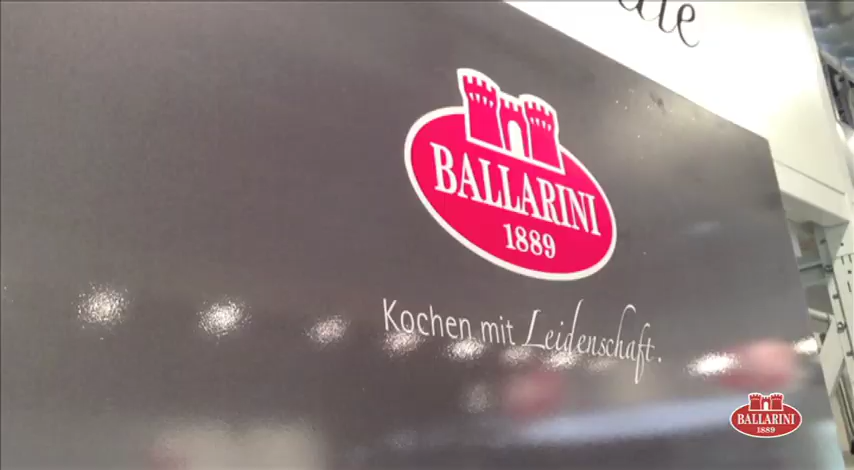 BALLARINI
1889
Kochen mit Leidenschaft.
BALLARINI
1889